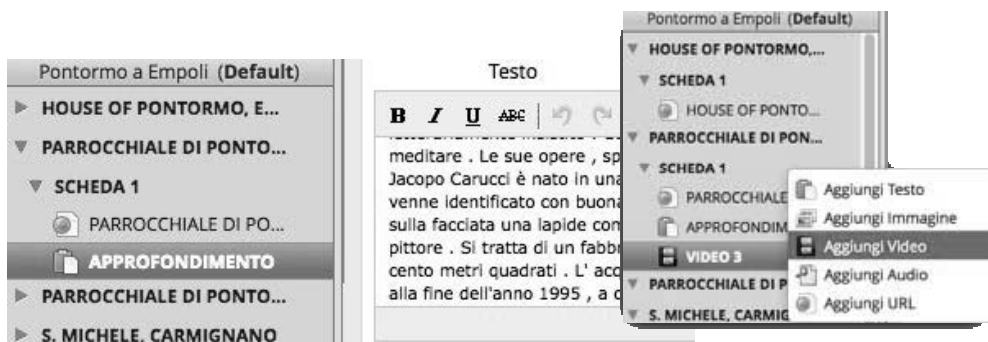 Pontormo a Empoli (Default)
HOUSE OF PONTORMO, E...
PARROCCHIALE DI PONTO...
SCHEDA 1
PARROCCHIALE DI PO...
APPROFONDIMENTO
PARROCCHIALE DI PONTO...
S. MICHELE, CARMIGNANO
Testo
B I U ABC
meditare . Le sue opere , sp
Jacopo Carucci è nato in una
venne identificato con buona
sulla facciata una lapide con
pittore . Si tratta di un fabbr
cento metri quadrati . L' acq
alla fine dell'anno 1995 , a c
Pontormo a Empoli (Default)
HOUSE OF PONTORMO,...
SCHEDA 1
HOUSE OF PONTO...
PARROCCHIALE DI PON...
SCHEDA 1
PARROCCHIALE
APPROFONDIM
VIDEO 3
PARROCCHIALE DI P
S. MICHELE, CARMIG
Aggiungi Testo
Aggiungi Immagine
Aggiungi Video
Aggiungi Audio
Aggiungi URL